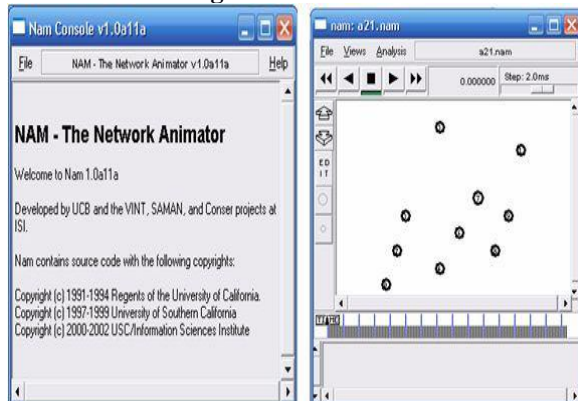 Nam Console v1.0a11a
File NAM - The Network Animator v1.0a11a Help
NAM - The Network Animator
Welcome to Nam 1.0a11a
Developed by UCB and the VINT, SAMAN, and Conser projects at
ISI.
Nam contains source code with the following copyrights:
Copyright (c) 1991-1994 Regents of the University of California.
Copyright (c) 1997-1999 University of Southern California
Copyright (c) 2000-2002 USC/Information Sciences Institute
nam: a21.nam
File Views Analysis a21.nam
0.000000 Step: 2.0ms
ED
IT
TIME